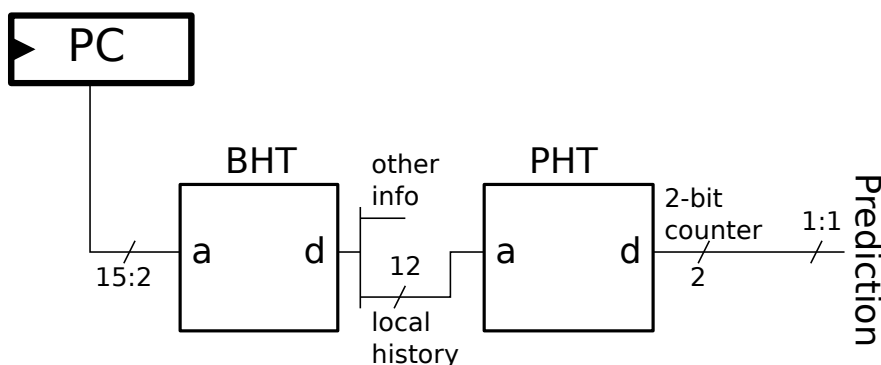 PC
BHT
other
info
PHT
2-bit
counter
1:1
Prediction
a
d
12
a
d
15:2
2
local
history